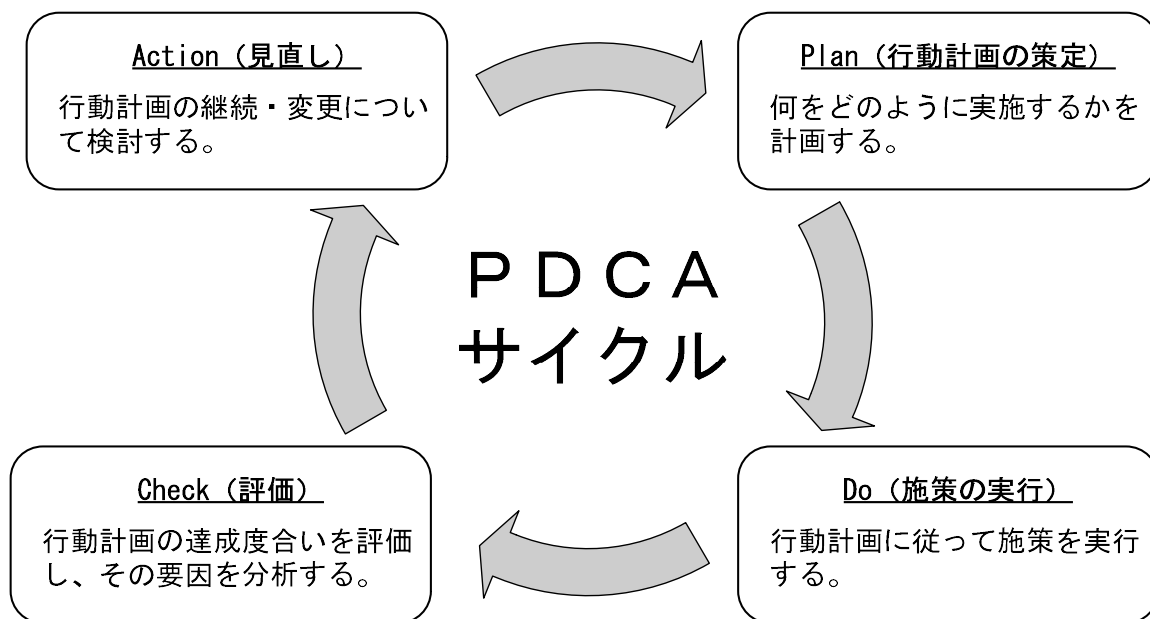 Action（見直し）
行動計画の継続・変更につい
て検討する。
Plan（行動計画の策定）
何をどのように実施するかを
計画する。
ＰＤＣＡ
サイクル
Check（評価）
行動計画の達成度合いを評価
し、その要因を分析する。
Do（施策の実行）
行動計画に従って施策を実行
する。